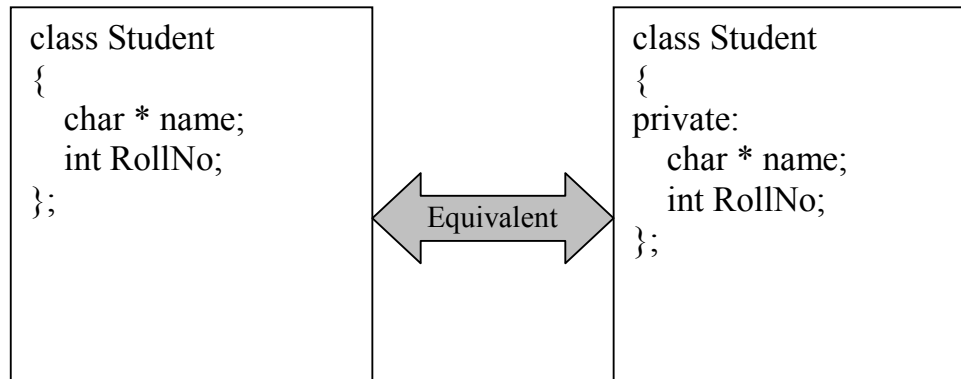 class Student
{
char * name;
int RollNo;
};
Equivalent
class Student
{
private:
char * name;
int RollNo;
};